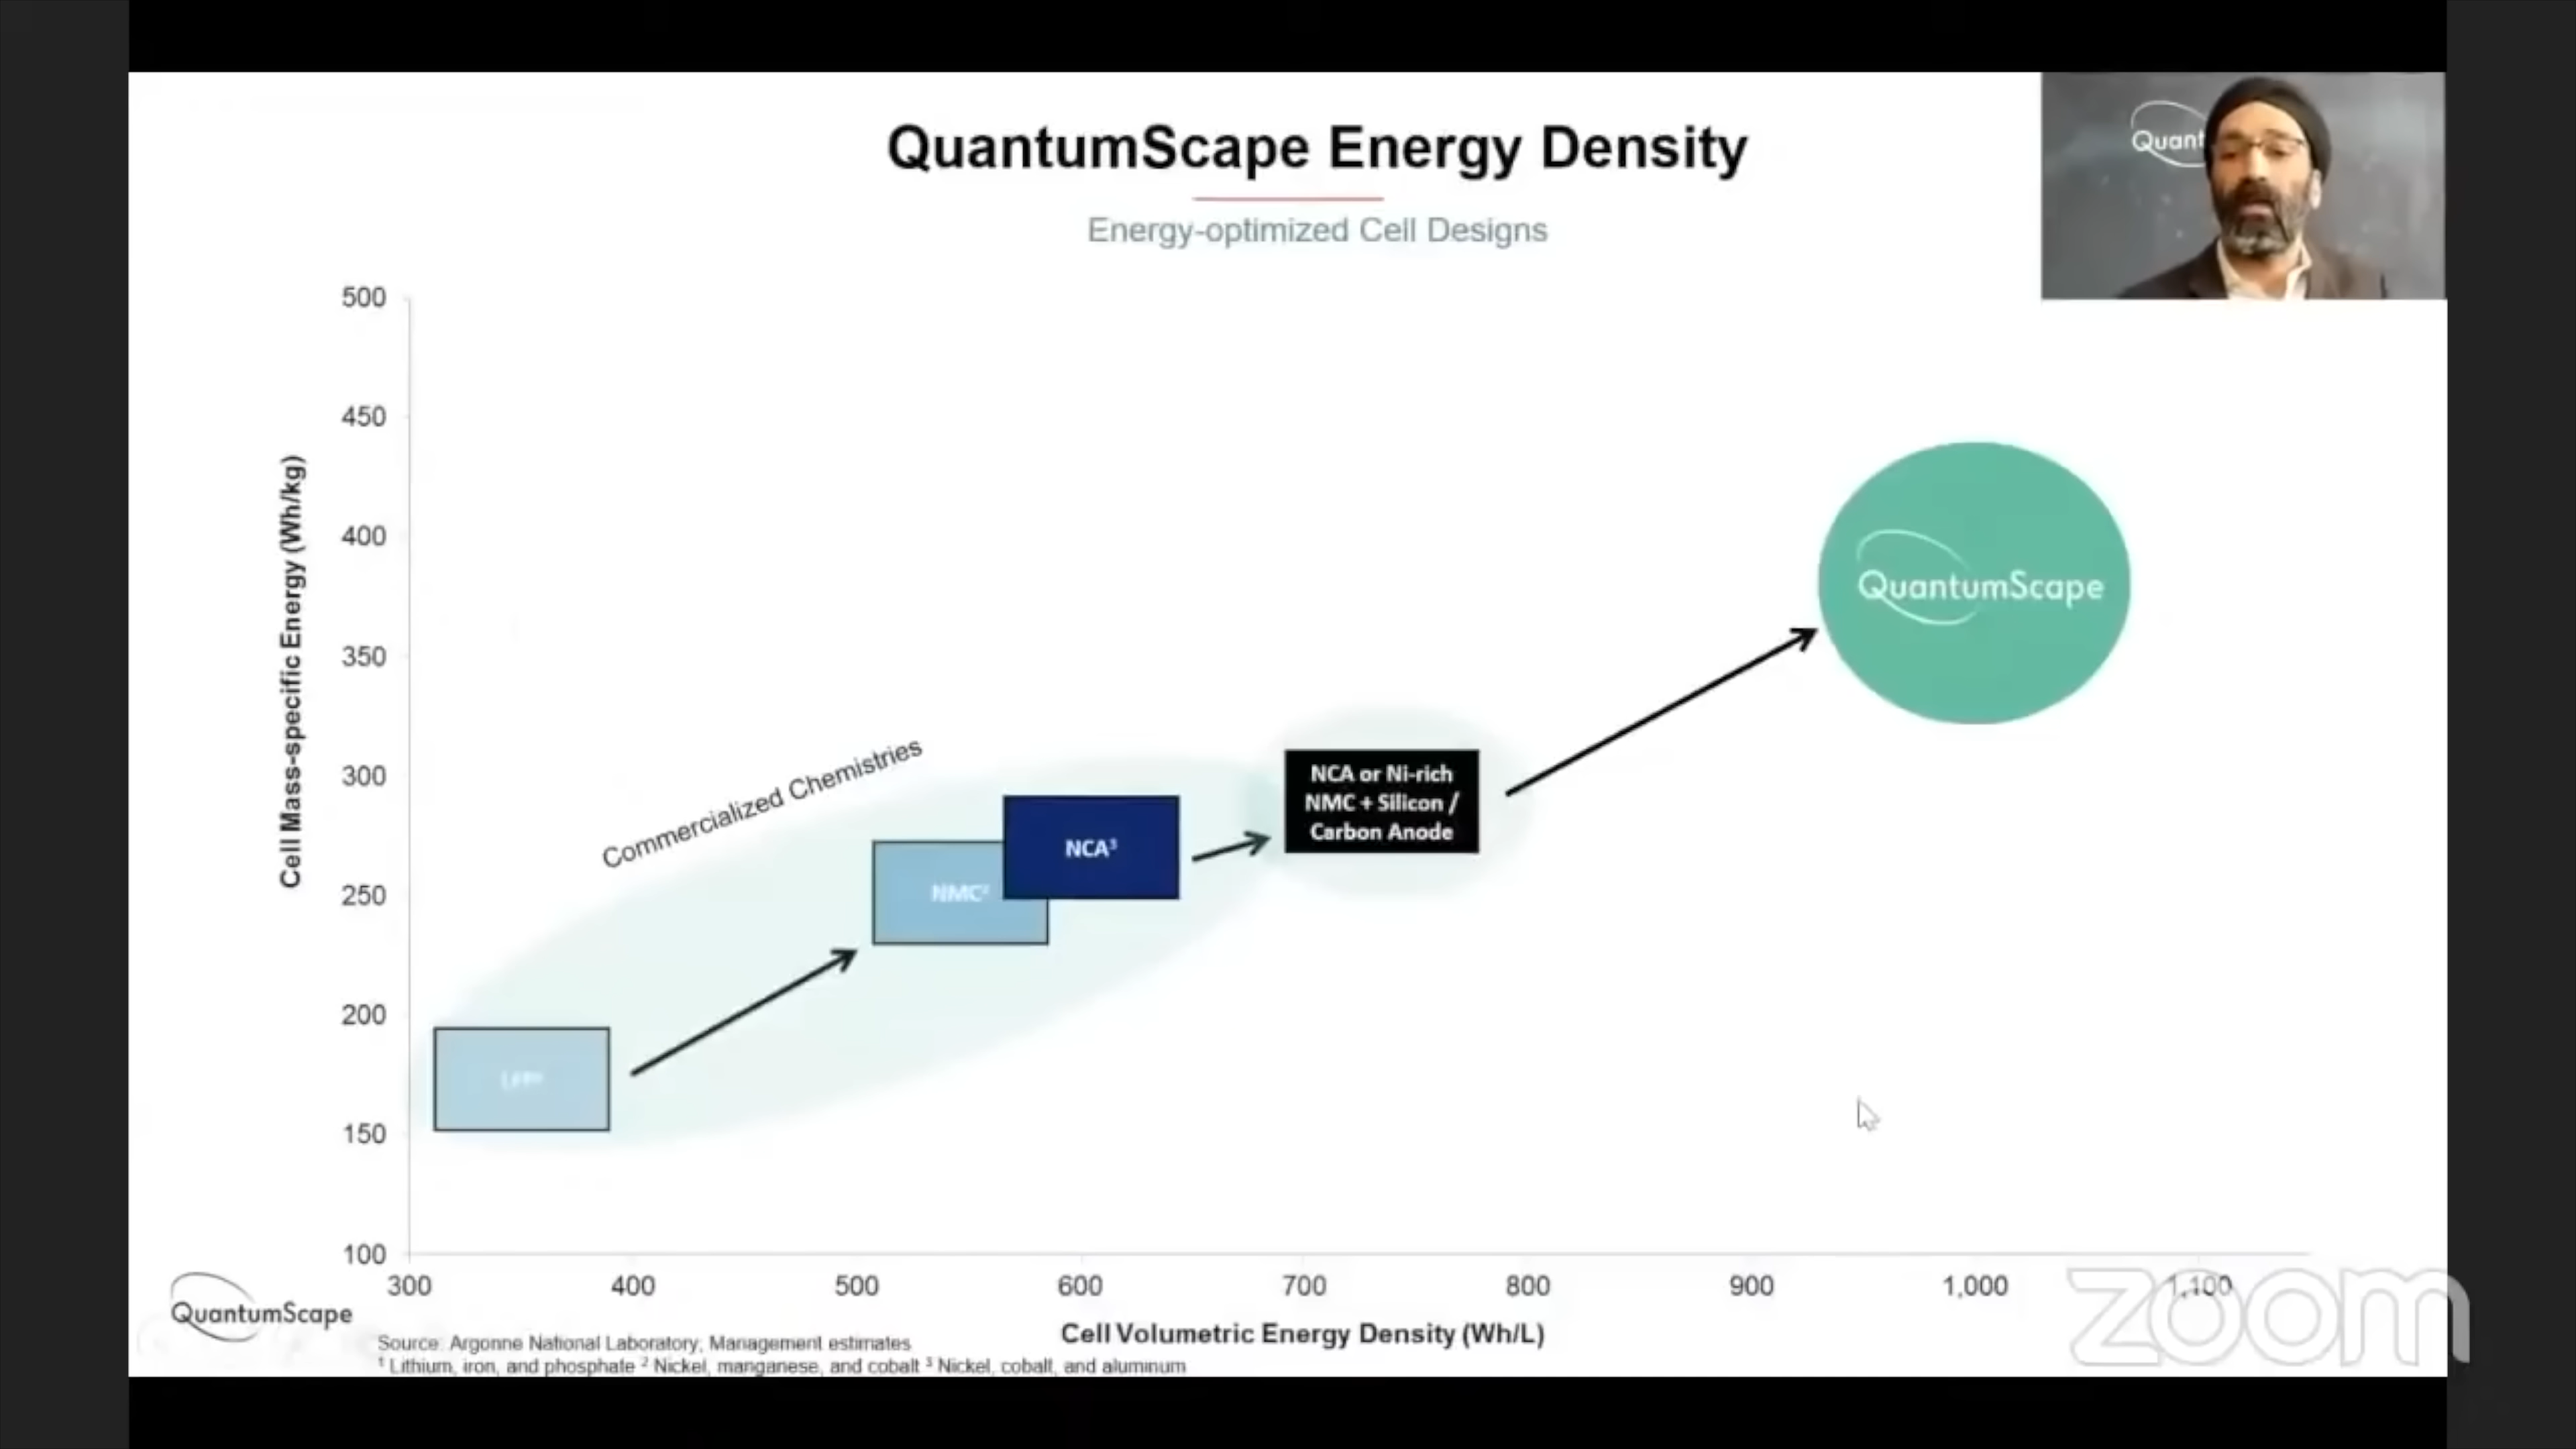 QuantumScape Energy Density
Energy-optimized Cell Designs
Quant
500
450
400
350
300
250
200
150
100
Cell Mass-specific Energy (Wh/kg)
QuantumScape
Commercialized Chemistries
NCA or Ni-rich
NMC + Silicon /
Carbon Anode
NCA³
NMC²
300 400 500 600 700 800 900 1,000 1,100
Cell Volumetric Energy Density (Wh/L)
QuantumScape
Source: Argonne National Laboratory; Management estimates
¹ Lithium, iron, and phosphate ² Nickel, manganese, and cobalt ³ Nickel, cobalt, and aluminum
zoom